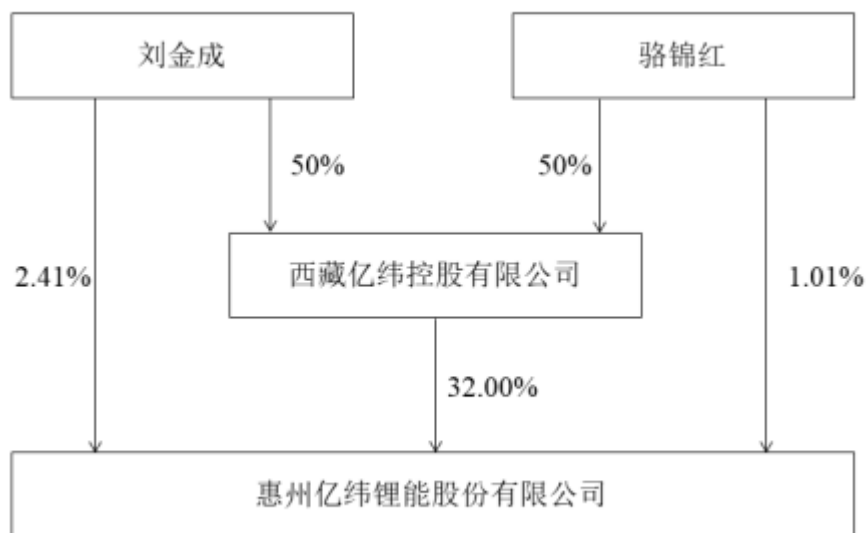 刘金成
骆锦红
50%
50%
西藏亿纬控股有限公司
2.41%
1.01%
32.00%
惠州亿纬锂能股份有限公司